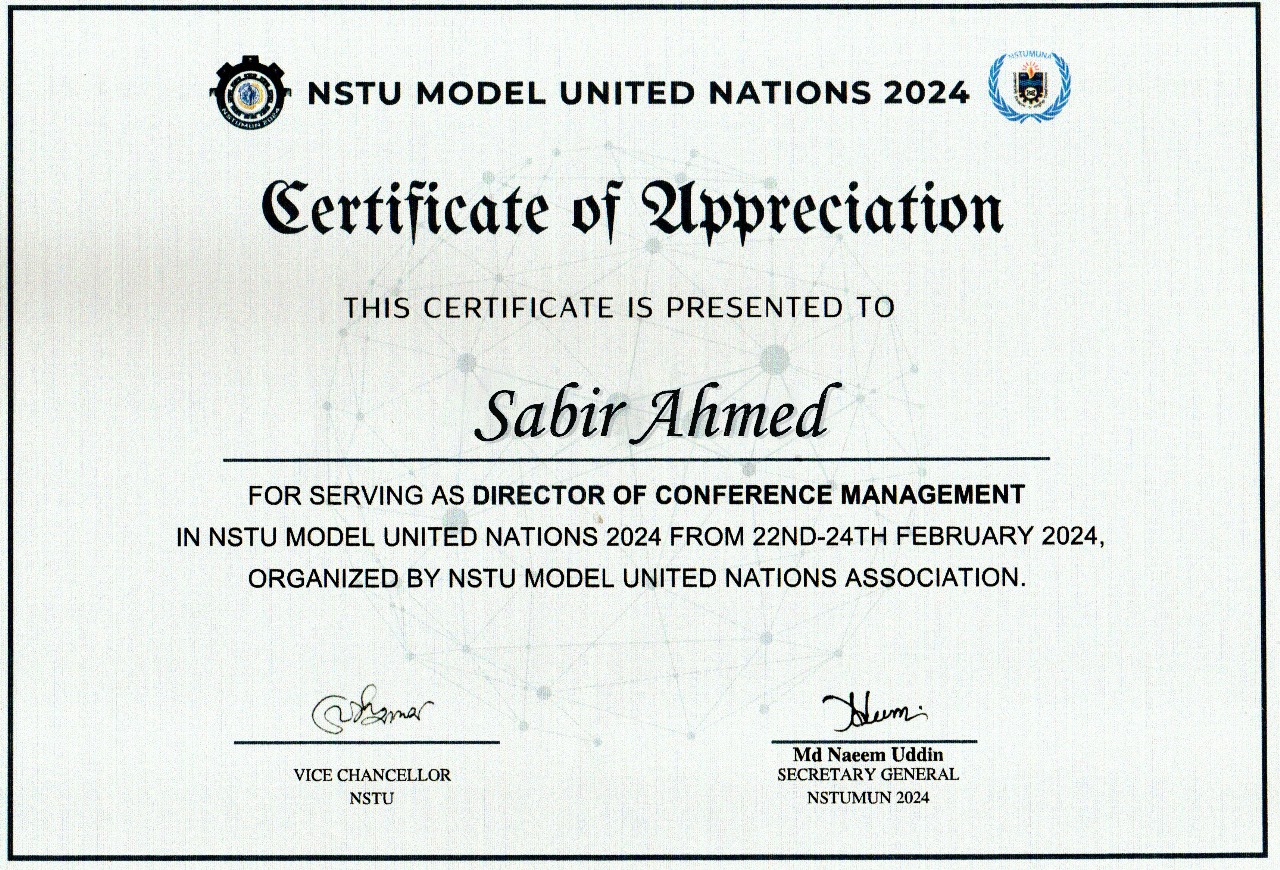 NSTU MODEL UNITED NATIONS 2024
NSTUMUN 2024
NSTUMUNA
Certificate of Appreciation
THIS CERTIFICATE IS PRESENTED TO
Sabir Ahmed
FOR SERVING AS DIRECTOR OF CONFERENCE MANAGEMENT
IN NSTU MODEL UNITED NATIONS 2024 FROM 22ND-24TH FEBRUARY 2024,
ORGANIZED BY NSTU MODEL UNITED NATIONS ASSOCIATION.
VICE CHANCELLOR
NSTU
Md Naeem Uddin
SECRETARY GENERAL
NSTUMUN 2024